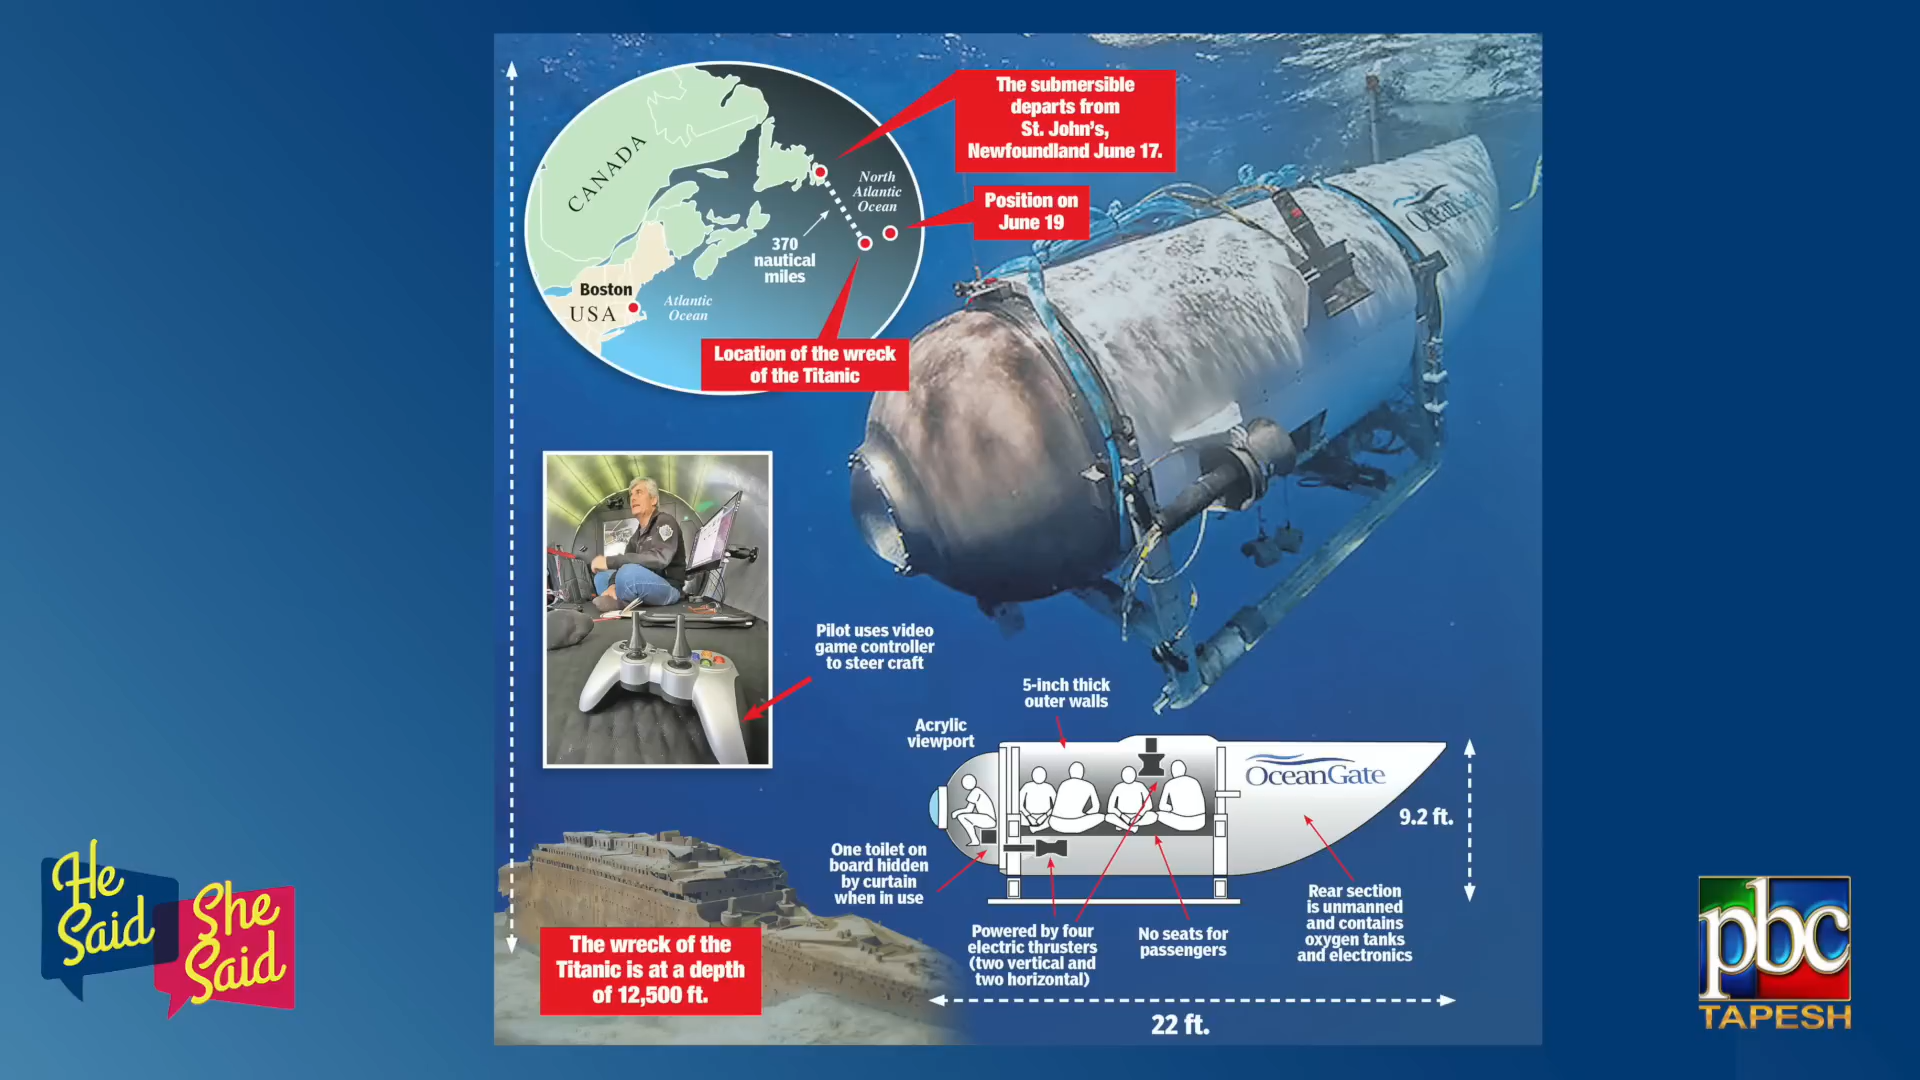 The submersible
departs from
St. John's,
Newfoundland June 17.
CANADA
North
Atlantic
Ocean
Position on
June 19
370
nautical
miles
Boston
USA
Atlantic
Ocean
Location of the wreck
of the Titanic
OceanGate
Pilot uses video
game controller
to steer craft
5-inch thick
outer walls
Acrylic
viewport
OceanGate
9.2 ft.
One toilet on
board hidden
by curtain
when in use
Powered by four
electric thrusters
(two vertical and
two horizontal)
No seats for
passengers
Rear section
is unmanned
and contains
oxygen tanks
and electronics
The wreck of the
Titanic is at a depth
of 12,500 ft.
22 ft.
He
Said
She
Said
pbc
TAPESH